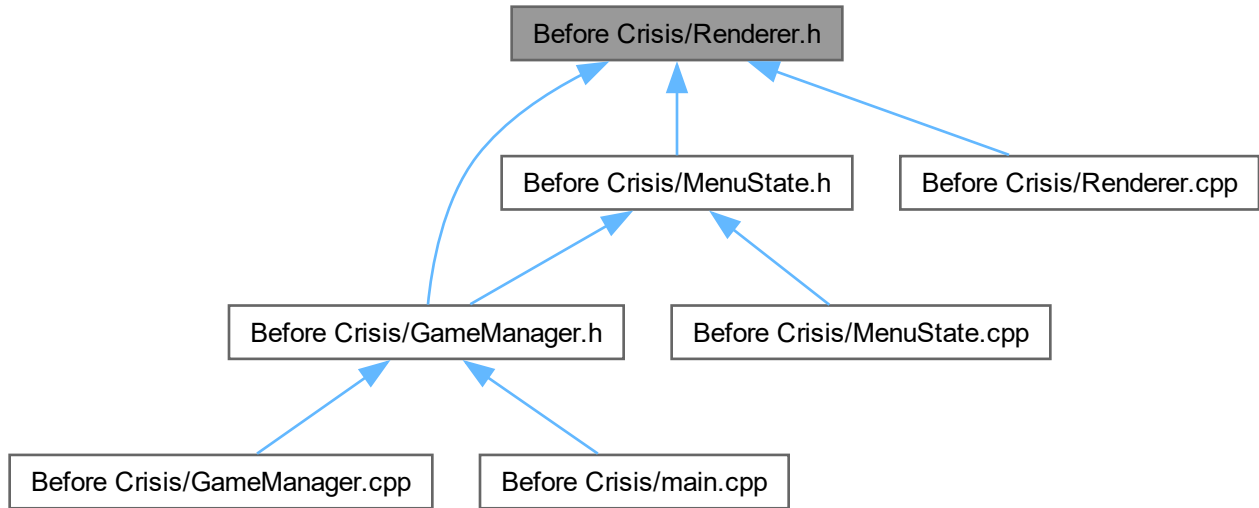 Before Crisis/Renderer.h
Before Crisis/MenuState.h
Before Crisis/Renderer.cpp
Before Crisis/GameManager.h
Before Crisis/MenuState.cpp
Before Crisis/GameManager.cpp
Before Crisis/main.cpp